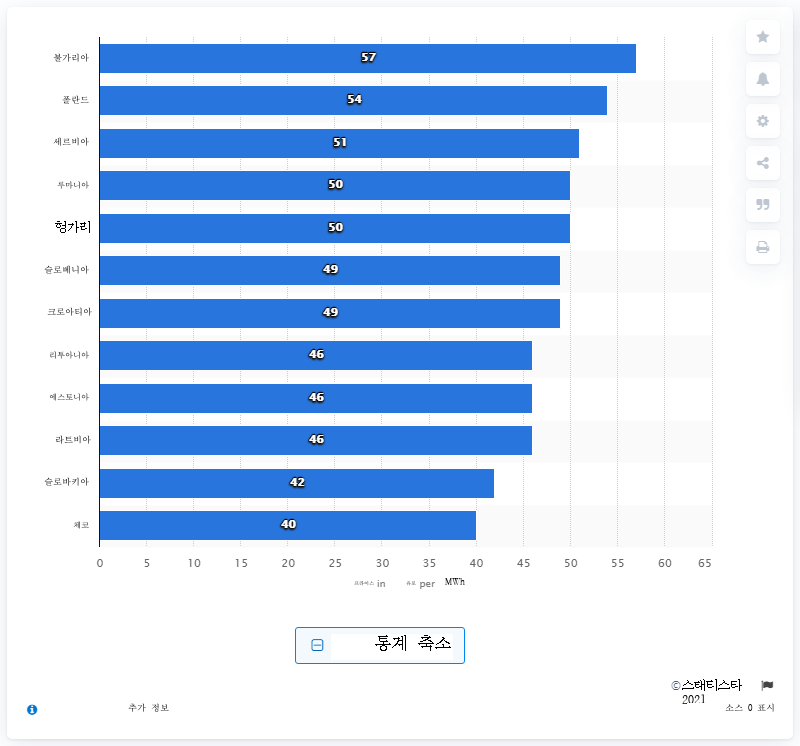 불가리아 57
폴란드 54
세르비아 51
루마니아 50
헝가리 50
슬로베니아 49
크로아티아 49
리투아니아 46
에스토니아 46
라트비아 46
슬로바키아 42
체코 40
0 5 10 15 20 25 30 35 40 45 50 55 60 65
프라이스 in 유로 per MWh
통계 축소
©스태티스타
2021
추가 정보
소스 0 표시